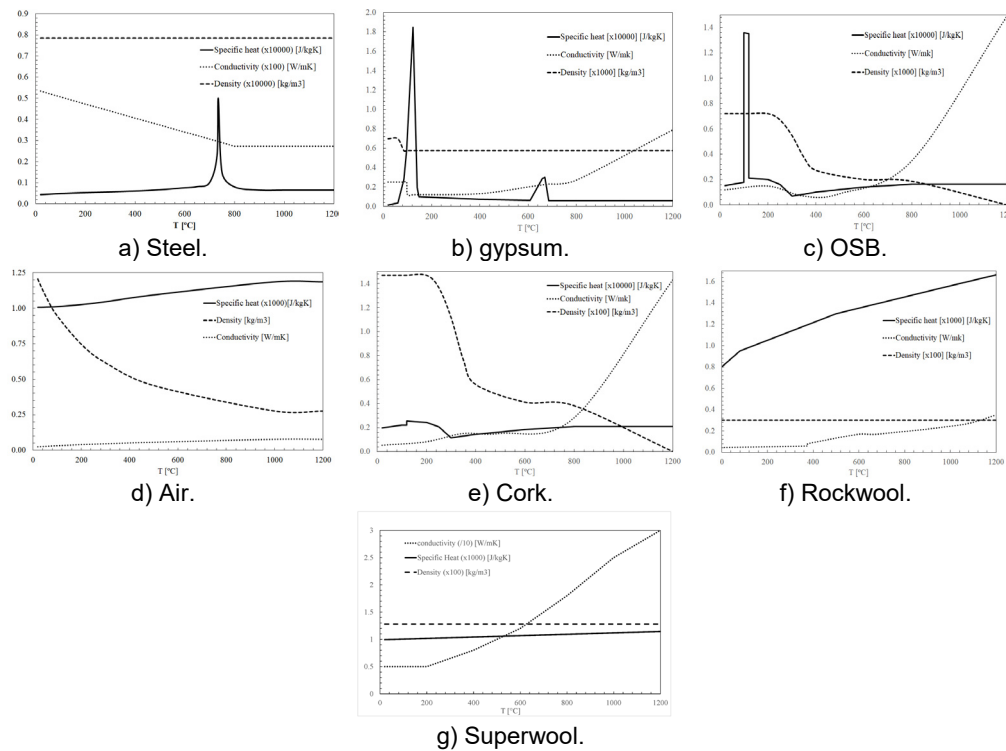 0.9
0.8
0.7
0.6
0.5
0.4
0.3
0.2
0.1
0.0
Specific heat (x10000) [J/kgK]
Conductivity (x100) [W/mK]
Density (x10000) [kg/m3]
0 200 400 600 800 1000 1200
T [ºC]
a) Steel.
2.0
1.8
1.6
1.4
1.2
1.0
0.8
0.6
0.4
0.2
0.0
Specific heat [x10000] [J/kgK]
Conductivity [W/mk]
Density [x1000] [kg/m3]
0 200 400 600 800 1000 1200
T [ºC]
b) gypsum.
1.4
1.2
1.0
0.8
0.6
0.4
0.2
0.0
Specific heat [x10000] [J/kgK]
Conductivity [W/mk]
Density [x1000] [kg/m3]
0 200 400 600 800 1000 1200
T [ºC]
c) OSB.
1.25
1.00
0.75
0.50
0.25
0.00
Specific heat (x1000)[J/kgK]
Density [kg/m3]
Conductivity [W/mK]
0 200 400 600 800 1000 1200
T [ºC]
d) Air.
1.4
1.2
1.0
0.8
0.6
0.4
0.2
0.0
Specific heat [x10000] [J/kgK]
Conductivity [W/mk]
Density [x100] [kg/m3]
0 200 400 600 800 1000 1200
T [ºC]
e) Cork.
1.6
1.4
1.2
1.0
0.8
0.6
0.4
0.2
0.0
Specific heat [x1000] [J/kgK]
Conductivity [W/mk]
Density [x100] [kg/m3]
0 200 400 600 800 1000 1200
T [ºC]
f) Rockwool.
3
2.5
2
1.5
1
0.5
0
conductivity (/10) [W/mK]
Specific Heat (x1000) [J/kgK]
Density (x100) [kg/m3]
0 200 400 600 800 1000 1200
T [ºC]
g) Superwool.